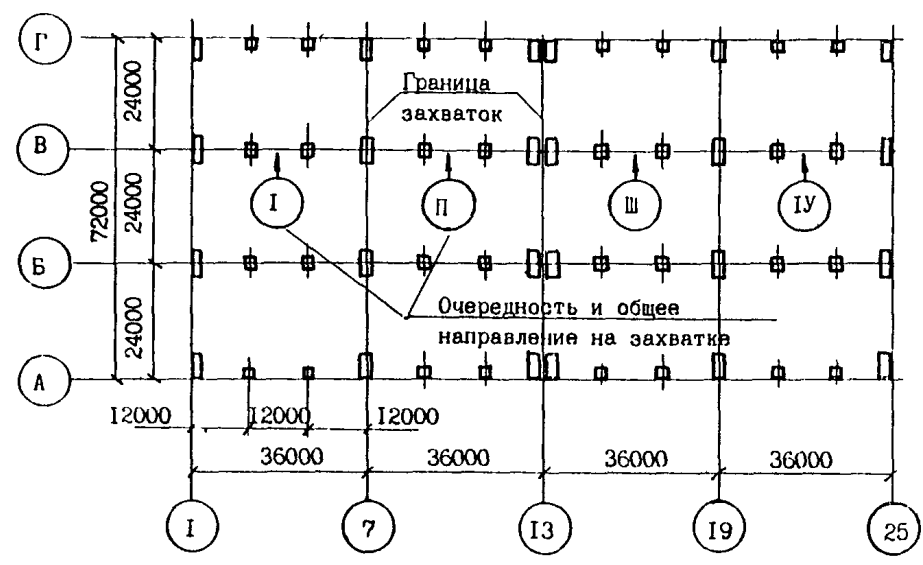 Г
24000
Граница
захваток
В
I
П
Ш
IУ
72000
24000
Б
Очередность и общее
направление на захватке
24000
А
I2000
I2000
I2000
36000
36000
36000
36000
I
7
I3
I9
25